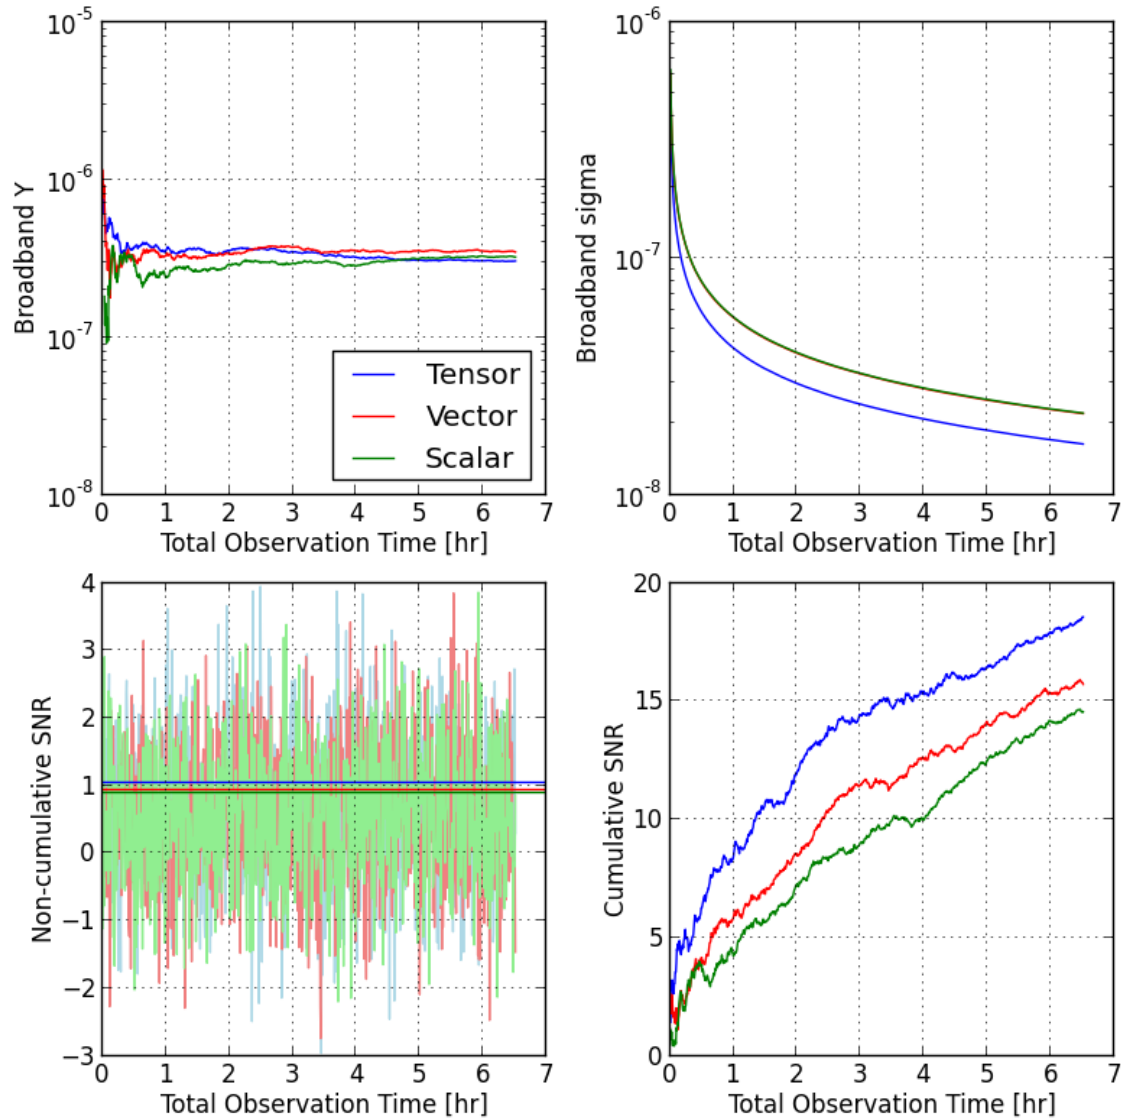 10^-5
10^-6
10^-7
10^-8
Broadband Y
Tensor
Vector
Scalar
0 1 2 3 4 5 6 7
Total Observation Time [hr]
10^-6
10^-7
10^-8
Broadband sigma
0 1 2 3 4 5 6 7
Total Observation Time [hr]
4
3
2
1
0
−1
−2
−3
Non-cumulative SNR
0 1 2 3 4 5 6 7
Total Observation Time [hr]
20
15
10
5
0
Cumulative SNR
0 1 2 3 4 5 6 7
Total Observation Time [hr]